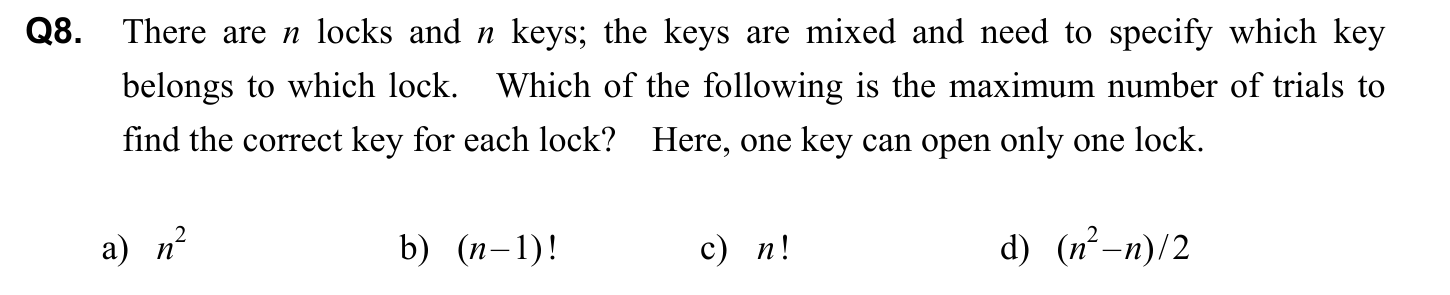 Q8. There are n locks and n keys; the keys are mixed and need to specify which key
belongs to which lock. Which of the following is the maximum number of trials to
find the correct key for each lock? Here, one key can open only one lock.
a) n² b) (n−1)! c) n! d) (n²−n)/2